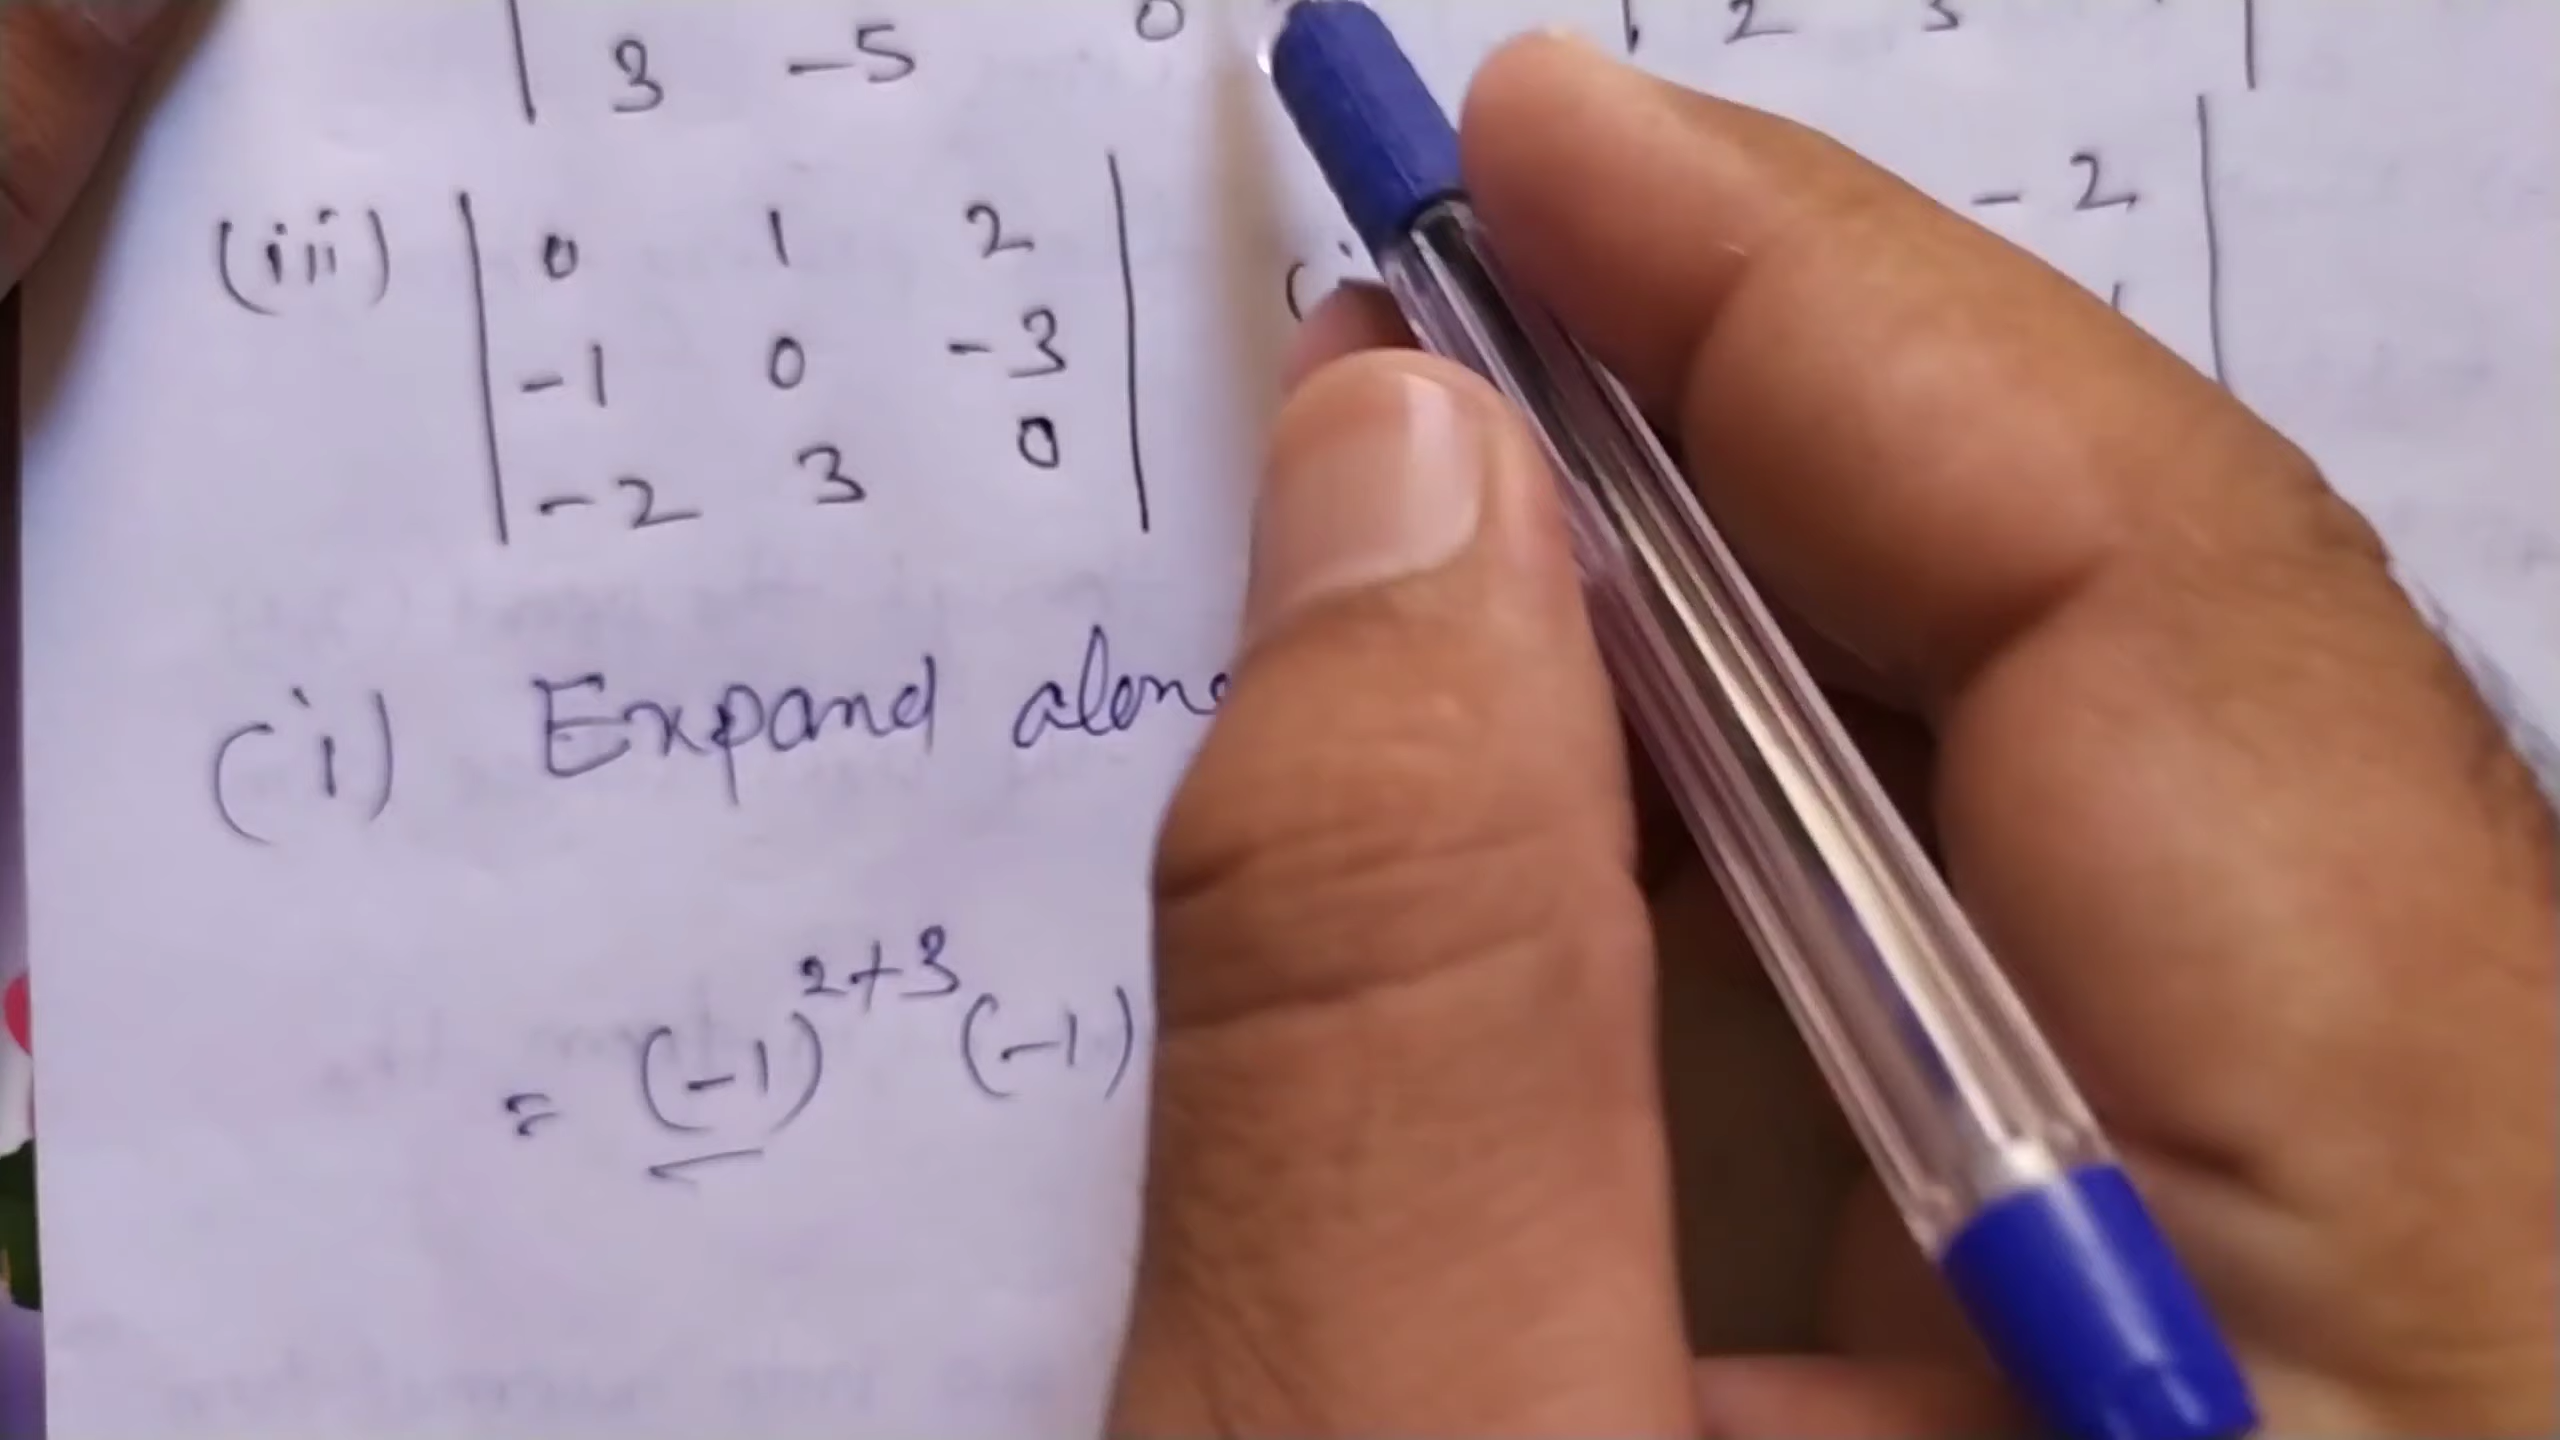 3 -5 0 1 2 3
(iii) | 0 1 2 | - 2 |
-1 0 -3
-2 3 0
(i) Expand
= (-1)^{2+3} (-1)